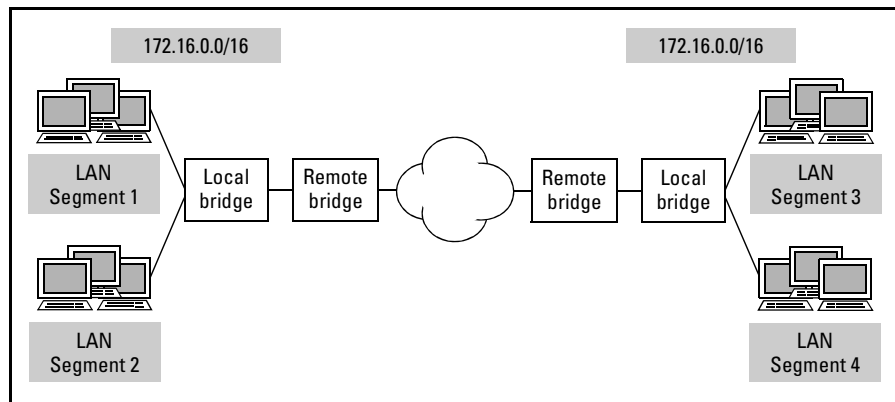 172.16.0.0/16
172.16.0.0/16
LAN
Segment 1
Local
bridge
Remote
bridge
Remote
bridge
Local
bridge
LAN
Segment 3
LAN
Segment 2
LAN
Segment 4